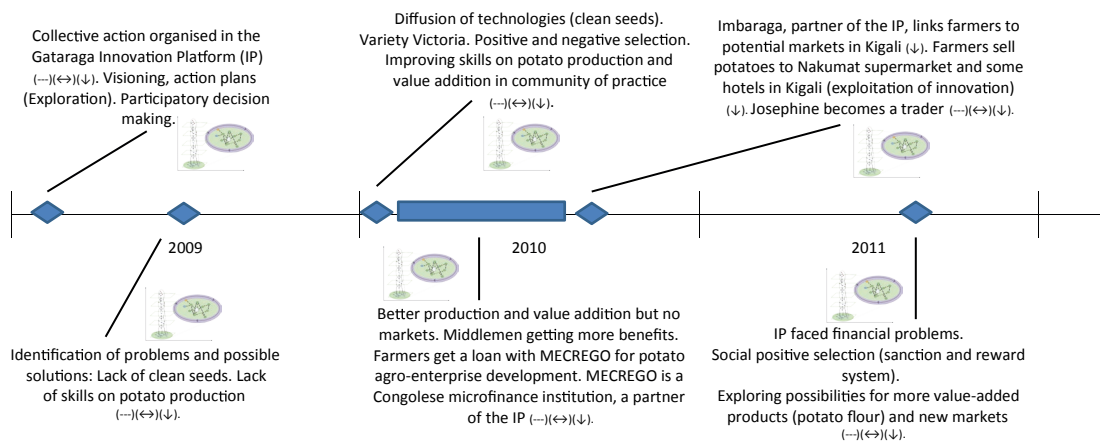 Collective action organised in the
Gataraga Innovation Platform (IP)
(---)(↔)(↓). Visioning, action plans
(Exploration). Participatory decision
making.
Diffusion of technologies (clean seeds).
Variety Victoria. Positive and negative selection.
Improving skills on potato production and
value addition in community of practice
(---)(↔)(↓).
Imbaraga, partner of the IP, links farmers to
potential markets in Kigali (↓). Farmers sell
potatoes to Nakumat supermarket and some
hotels in Kigali (exploitation of innovation)
(↓). Josephine becomes a trader (---)(↔)(↓).
2009
2010
2011
Identification of problems and possible
solutions: Lack of clean seeds. Lack
of skills on potato production
(---)(↔)(↓).
Better production and value addition but no
markets. Middlemen getting more benefits.
Farmers get a loan with MECREGO for potato
agro-enterprise development. MECREGO is a
Congolese microfinance institution, a partner
of the IP (---)(↔)(↓).
IP faced financial problems.
Social positive selection (sanction and reward
system).
Exploring possibilities for more value-added
products (potato flour) and new markets
(---)(↔)(↓).